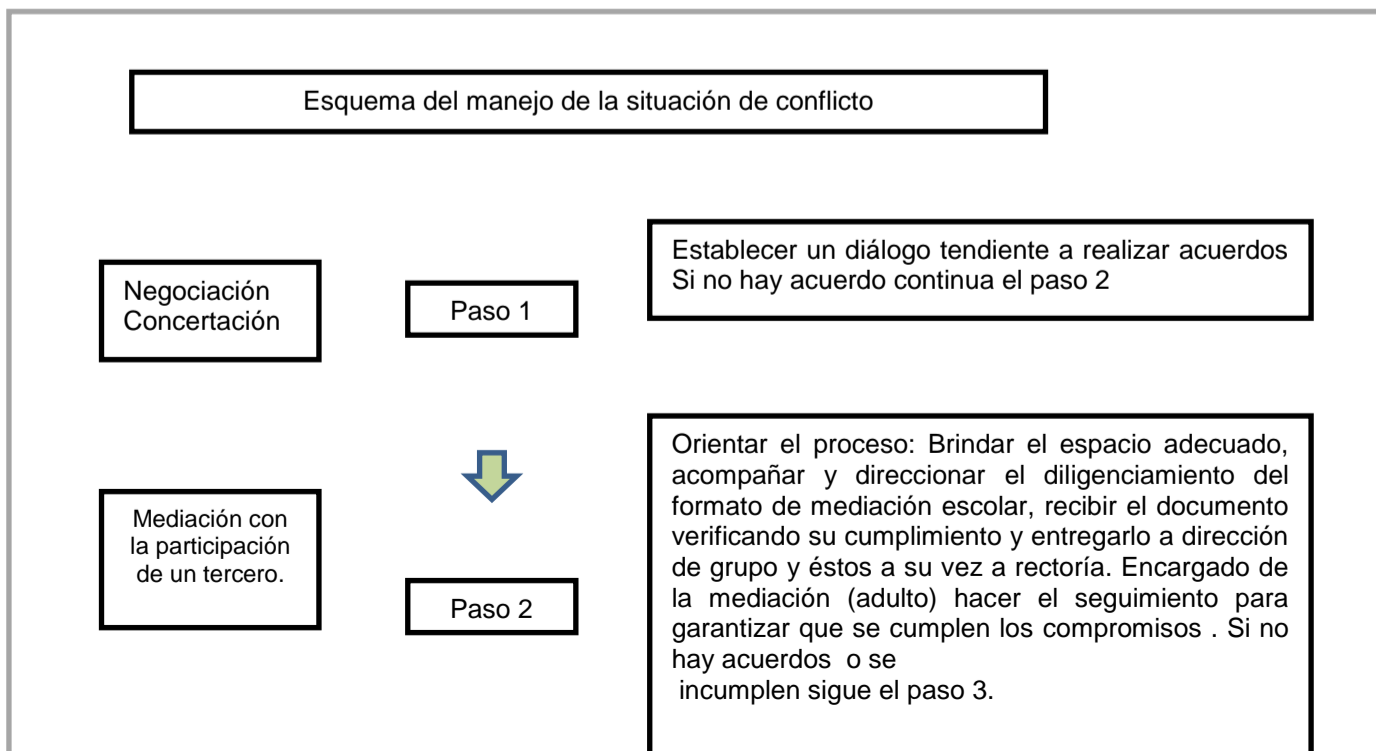 Esquema del manejo de la situación de conflicto
Negociación
Concertación
Paso 1
Establecer un diálogo tendiente a realizar acuerdos
Si no hay acuerdo continua el paso 2
Mediación con
la participación
de un tercero.
Paso 2
Orientar el proceso: Brindar el espacio adecuado,
acompañar y direccionar el diligenciamiento del
formato de mediación escolar, recibir el documento
verificando su cumplimiento y entregarlo a dirección
de grupo y éstos a su vez a rectoría. Encargado de
la mediación (adulto) hacer el seguimiento para
garantizar que se cumplen los compromisos . Si no
hay acuerdos o se
incumplen sigue el paso 3.